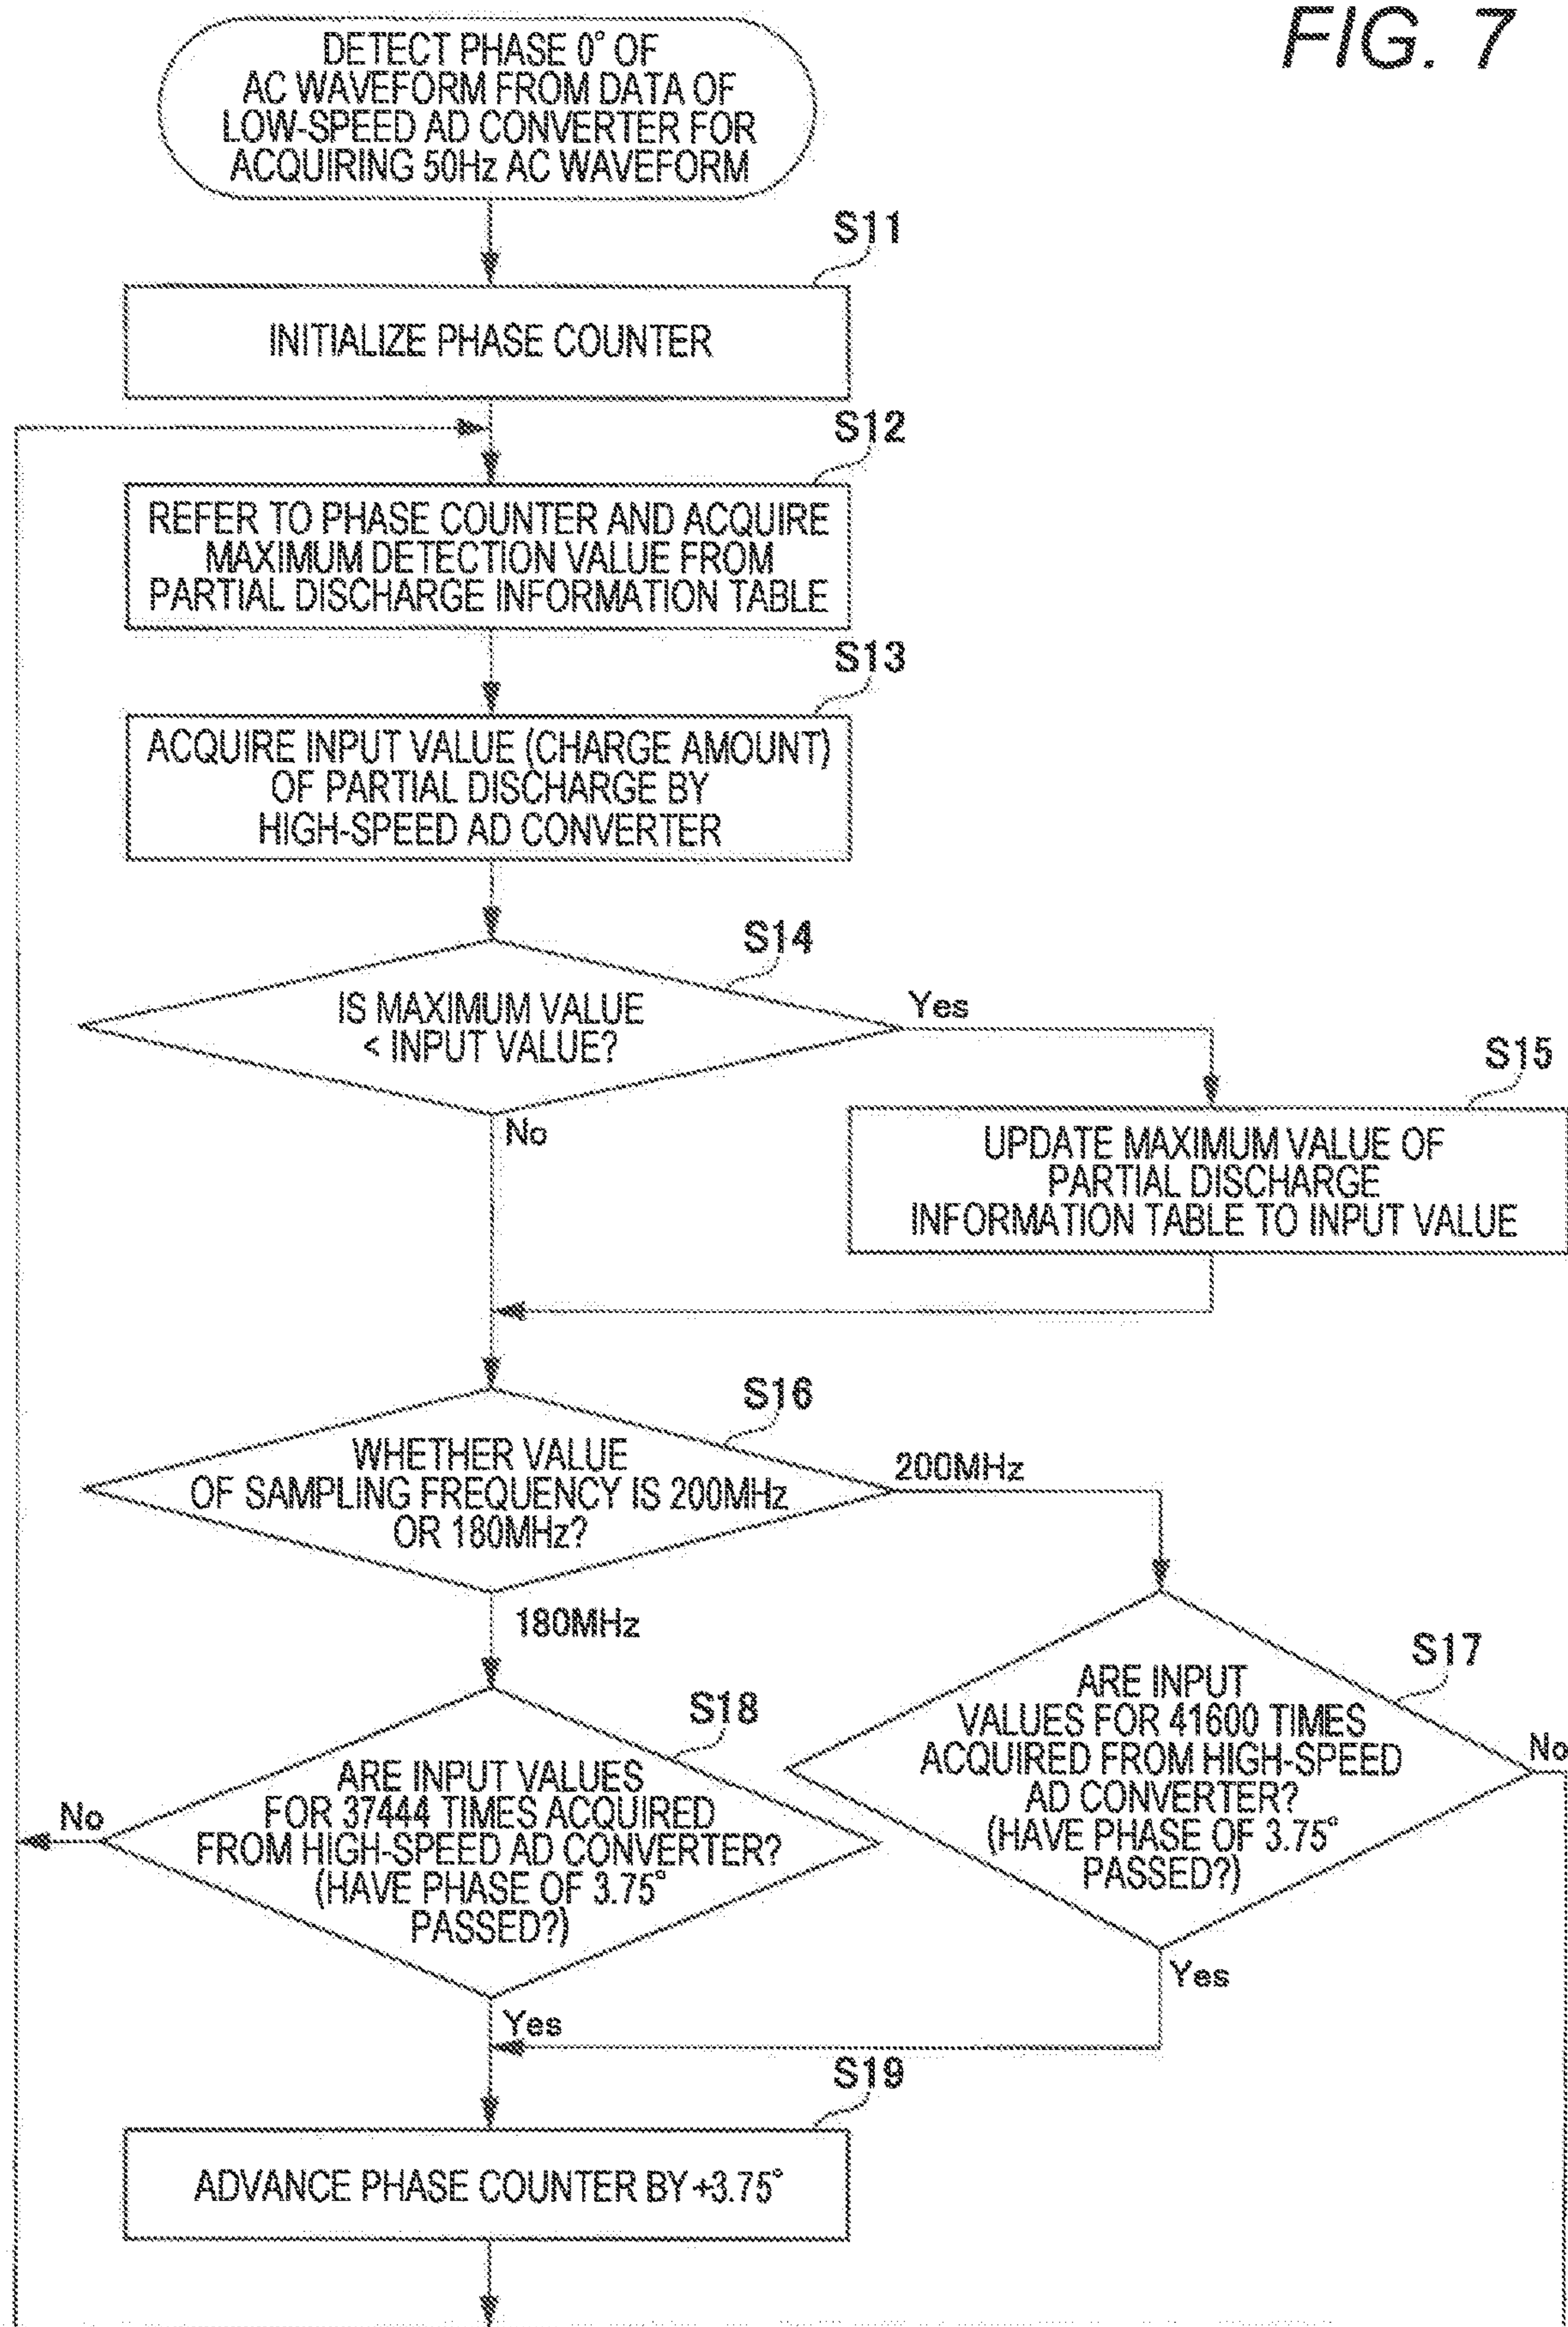 FIG. 7
DETECT PHASE 0° OF
AC WAVEFORM FROM DATA OF
LOW-SPEED AD CONVERTER FOR
ACQUIRING 50Hz AC WAVEFORM
S11
INITIALIZE PHASE COUNTER
S12
REFER TO PHASE COUNTER AND ACQUIRE
MAXIMUM DETECTION VALUE FROM
PARTIAL DISCHARGE INFORMATION TABLE
S13
ACQUIRE INPUT VALUE (CHARGE AMOUNT)
OF PARTIAL DISCHARGE BY
HIGH-SPEED AD CONVERTER
S14
IS MAXIMUM VALUE
< INPUT VALUE?
Yes
No
S15
UPDATE MAXIMUM VALUE OF
PARTIAL DISCHARGE
INFORMATION TABLE TO INPUT VALUE
S16
WHETHER VALUE
OF SAMPLING FREQUENCY IS 200MHz
OR 180MHz?
200MHz
180MHz
S17
ARE INPUT
VALUES FOR 41600 TIMES
ACQUIRED FROM HIGH-SPEED
AD CONVERTER?
(HAVE PHASE OF 3.75°
PASSED?)
No
Yes
S18
ARE INPUT VALUES
FOR 37444 TIMES ACQUIRED
FROM HIGH-SPEED AD CONVERTER?
(HAVE PHASE OF 3.75°
PASSED?)
No
Yes
S19
ADVANCE PHASE COUNTER BY +3.75°